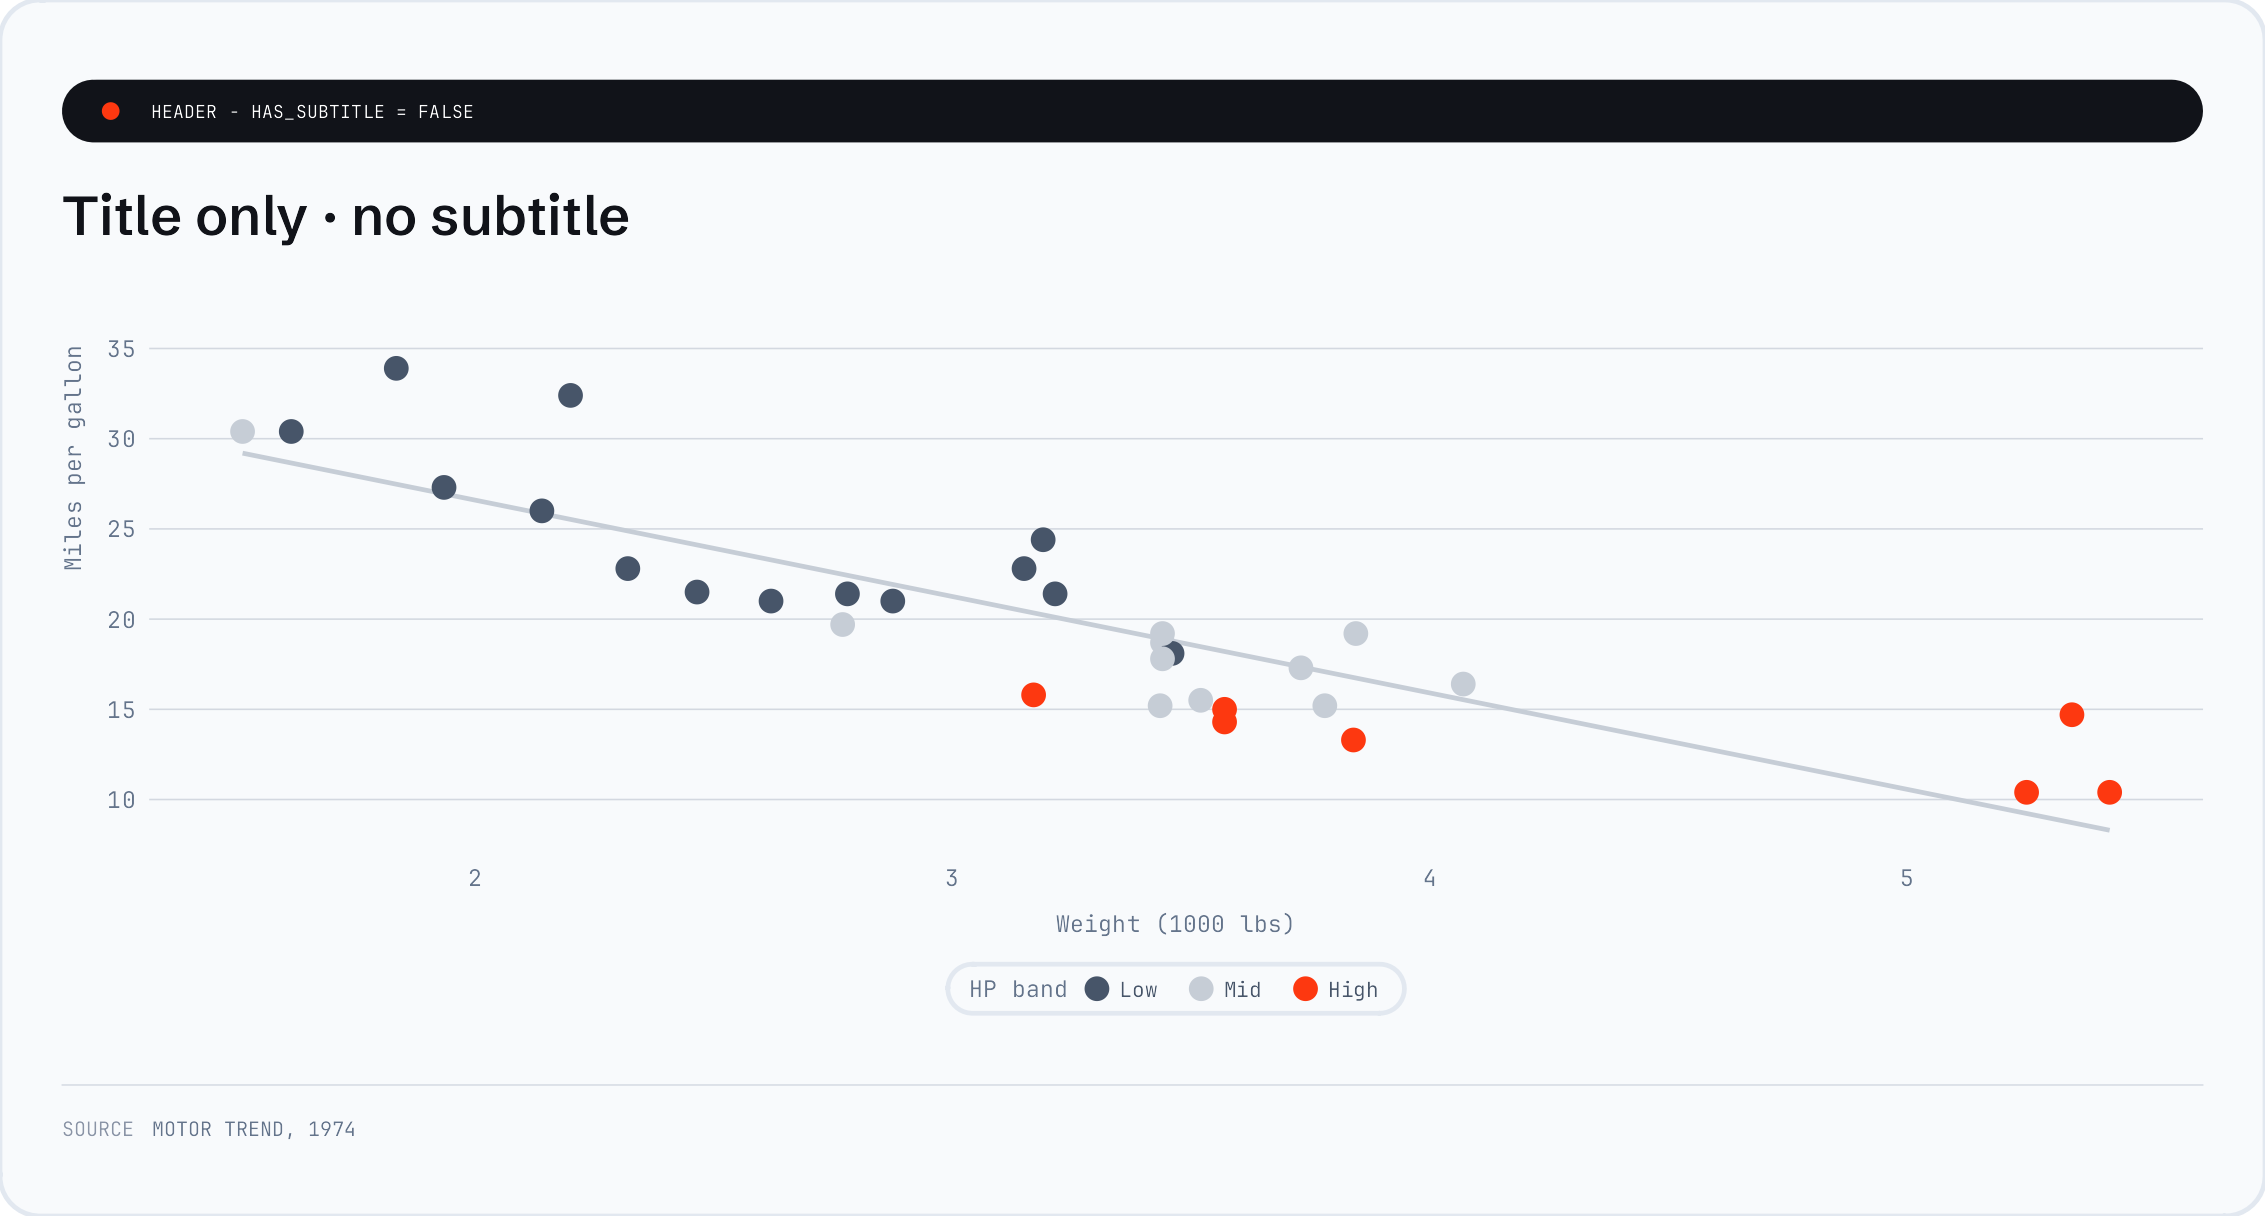 HEADER - HAS_SUBTITLE = FALSE
Title only · no subtitle
Miles per gallon
35
30
25
20
15
10
2 3 4 5
Weight (1000 lbs)
HP band Low Mid High
SOURCE MOTOR TREND, 1974